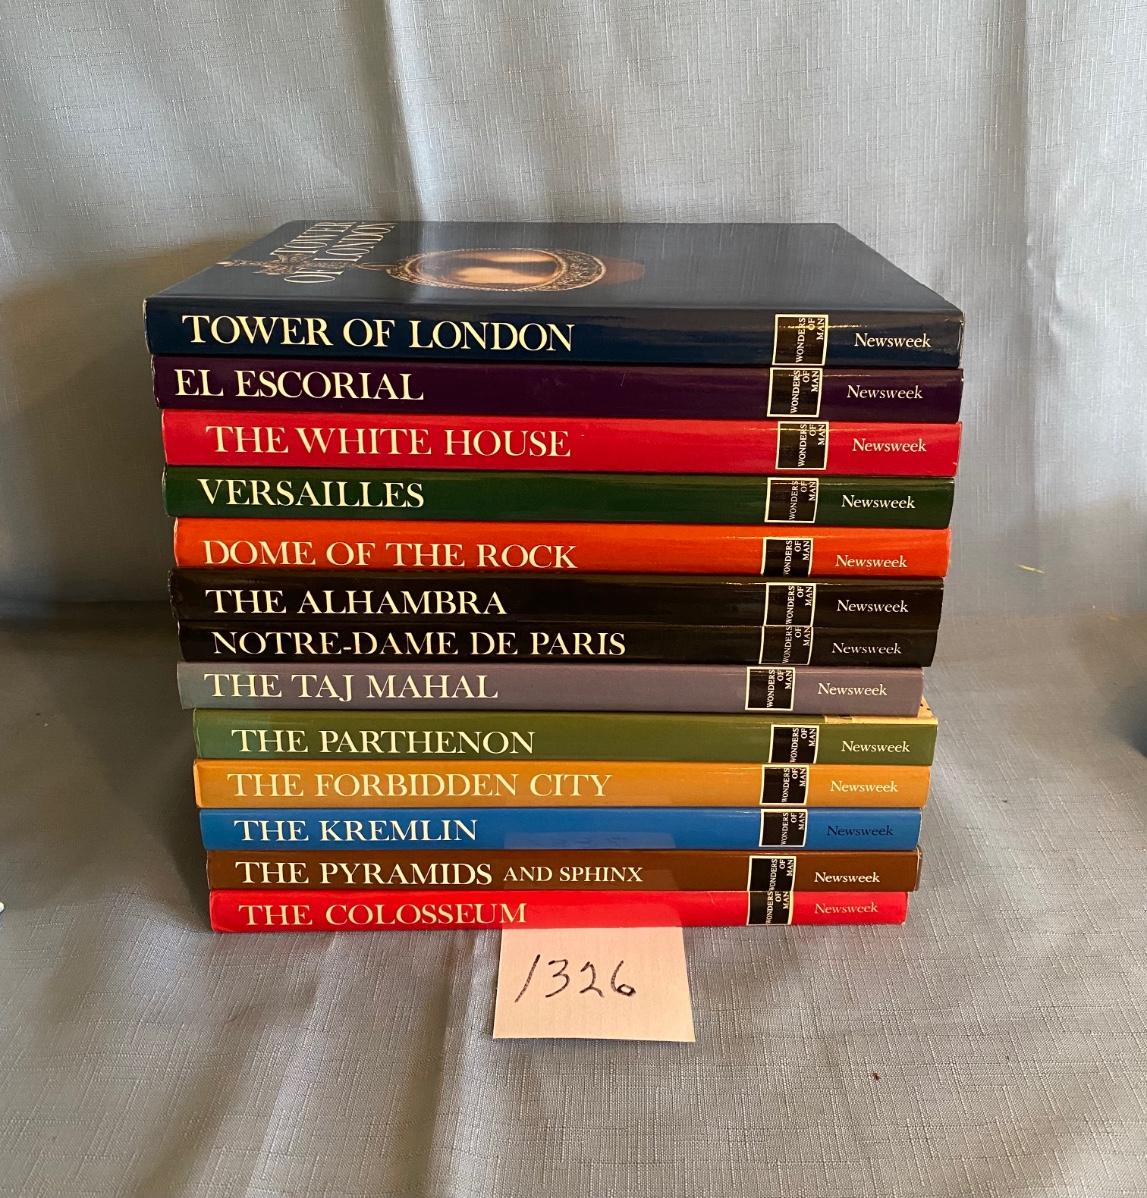 TOWER
OF LONDON
TOWER OF LONDON WONDERS OF MAN Newsweek
EL ESCORIAL WONDERS OF MAN Newsweek
THE WHITE HOUSE WONDERS OF MAN Newsweek
VERSAILLES WONDERS OF MAN Newsweek
DOME OF THE ROCK WONDERS OF MAN Newsweek
THE ALHAMBRA WONDERS OF MAN Newsweek
NOTRE-DAME DE PARIS WONDERS OF MAN Newsweek
THE TAJ MAHAL WONDERS OF MAN Newsweek
THE PARTHENON WONDERS OF MAN Newsweek
THE FORBIDDEN CITY WONDERS OF MAN Newsweek
THE KREMLIN WONDERS OF MAN Newsweek
THE PYRAMIDS AND SPHINX WONDERS OF MAN Newsweek
THE COLOSSEUM WONDERS OF MAN Newsweek
1326